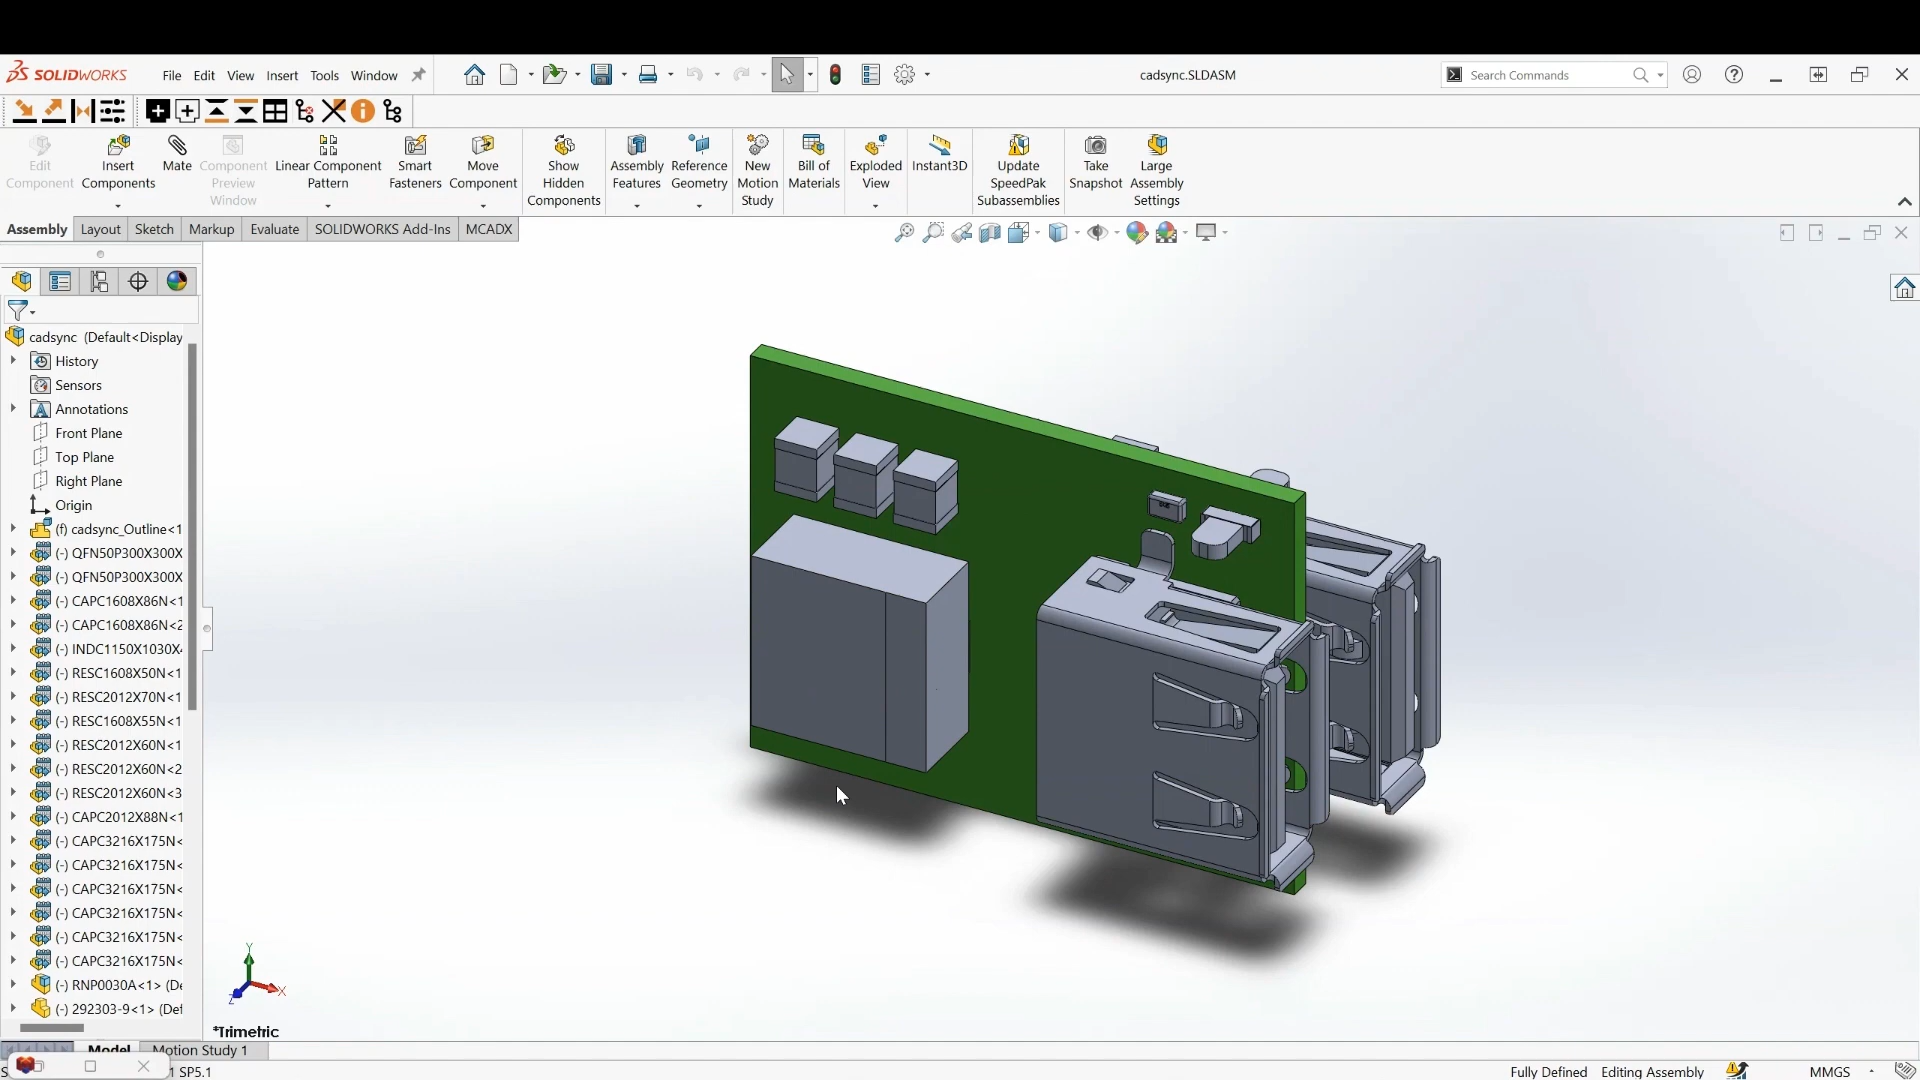 SOLIDWORKS File Edit View Insert Tools Window cadsync.SLDASM Search Commands
Edit Component
Insert Components
Mate
Component Preview Window
Linear Component Pattern
Smart Fasteners
Move Component
Show Hidden Components
Assembly Features
Reference Geometry
New Motion Study
Bill of Materials
Exploded View
Instant3D
Update SpeedPak Subassemblies
Take Snapshot
Large Assembly Settings
Assembly Layout Sketch Markup Evaluate SOLIDWORKS Add-Ins MCADX
cadsync (Default<Display
History
Sensors
Annotations
Front Plane
Top Plane
Right Plane
Origin
(f) cadsync_Outline<1
(-) QFN50P300X300X
(-) QFN50P300X300X
(-) CAPC1608X86N<1
(-) CAPC1608X86N<2
(-) INDC1150X1030X
(-) RESC1608X50N<1
(-) RESC2012X70N<1
(-) RESC1608X55N<1
(-) RESC2012X60N<1
(-) RESC2012X60N<2
(-) RESC2012X60N<3
(-) CAPC2012X88N<1
(-) CAPC3216X175N<
(-) CAPC3216X175N<
(-) CAPC3216X175N<
(-) CAPC3216X175N<
(-) CAPC3216X175N<
(-) CAPC3216X175N<
(-) RNP0030A<1> (De
(-) 292303-9<1> (Def
Y
X
Z
*Trimetric
Model Motion Study 1
SP5.1 Fully Defined Editing Assembly MMGS